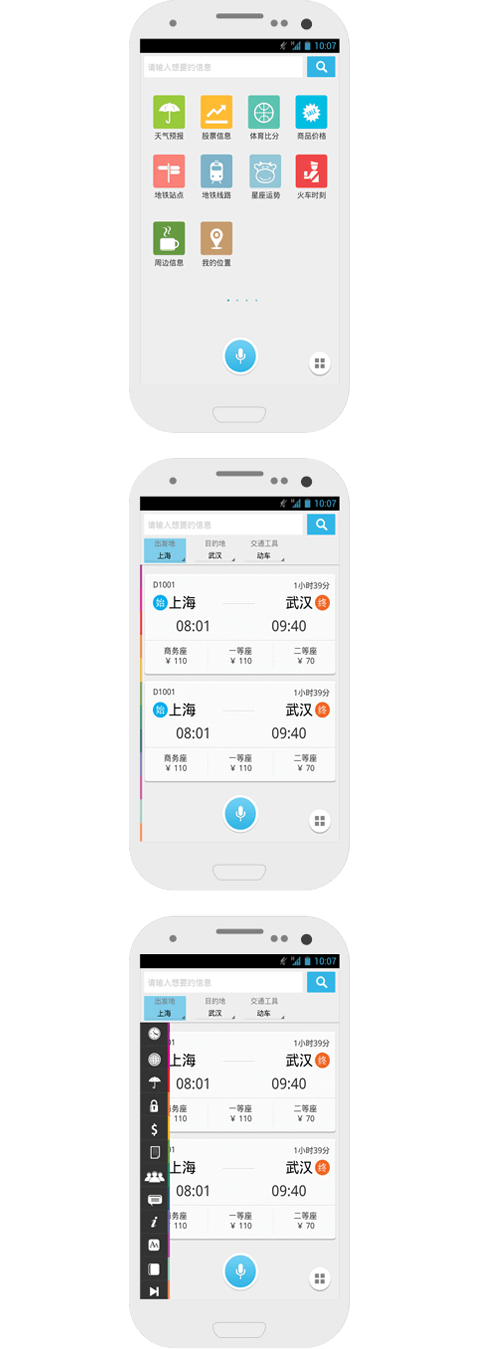 10:07
请输入想要的信息
天气预报 股票信息 体育比分 商品价格
地铁站点 地铁线路 星座运势 火车时刻
周边信息 我的位置
10:07
请输入想要的信息
出发地 目的地 交通工具
上海 武汉 动车
D1001 1小时39分
始 上海 武汉 终
08:01 09:40
商务座 一等座 二等座
¥ 110 ¥ 110 ¥ 70
D1001 1小时39分
始 上海 武汉 终
08:01 09:40
商务座 一等座 二等座
¥ 110 ¥ 110 ¥ 70
10:07
请输入想要的信息
出发地 目的地 交通工具
上海 武汉 动车
01 1小时39分
上海 武汉 终
08:01 09:40
务座 一等座 二等座
110 ¥ 110 ¥ 70
01 1小时39分
上海 武汉 终
08:01 09:40
务座 一等座 二等座
110 ¥ 110 ¥ 70